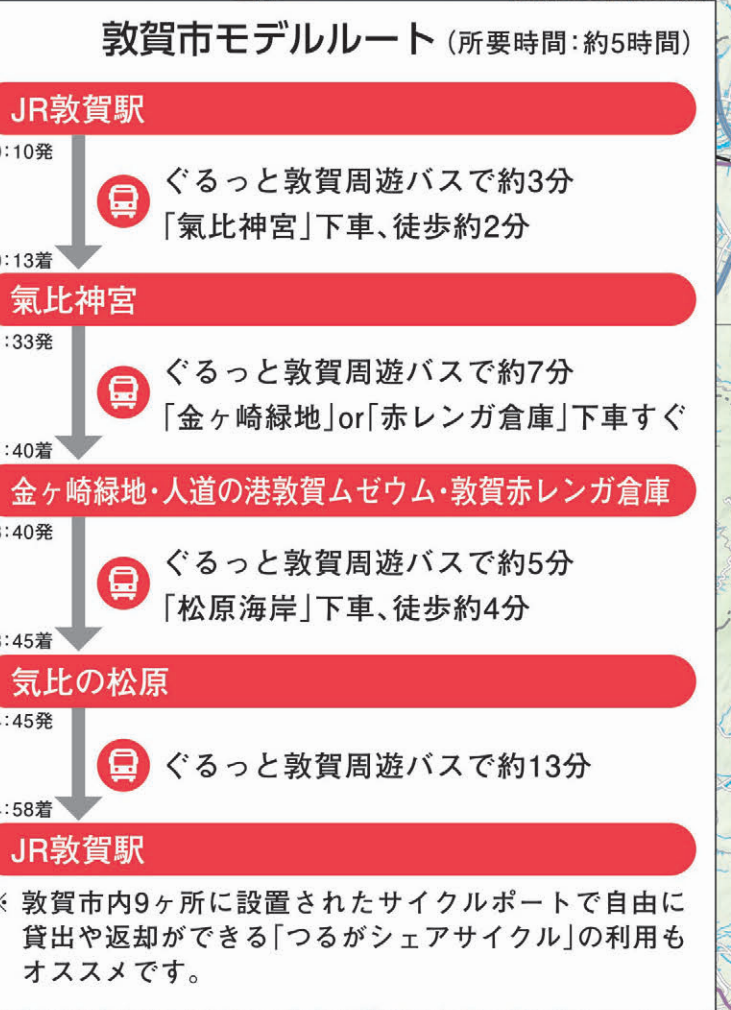 敦賀市モデルルート (所要時間:約5時間)
JR敦賀駅
:10発
ぐるっと敦賀周遊バスで約3分
「氣比神宮」下車、徒歩約2分
:13着
氣比神宮
:33発
ぐるっと敦賀周遊バスで約7分
「金ヶ崎緑地」or「赤レンガ倉庫」下車すぐ
:40着
金ヶ崎緑地・人道の港敦賀ムゼウム・敦賀赤レンガ倉庫
:40発
ぐるっと敦賀周遊バスで約5分
「松原海岸」下車、徒歩約4分
:45着
気比の松原
:45発
ぐるっと敦賀周遊バスで約13分
:58着
JR敦賀駅
※ 敦賀市内9ヶ所に設置されたサイクルポートで自由に
貸出や返却ができる「つるがシェアサイクル」の利用も
オススメです。